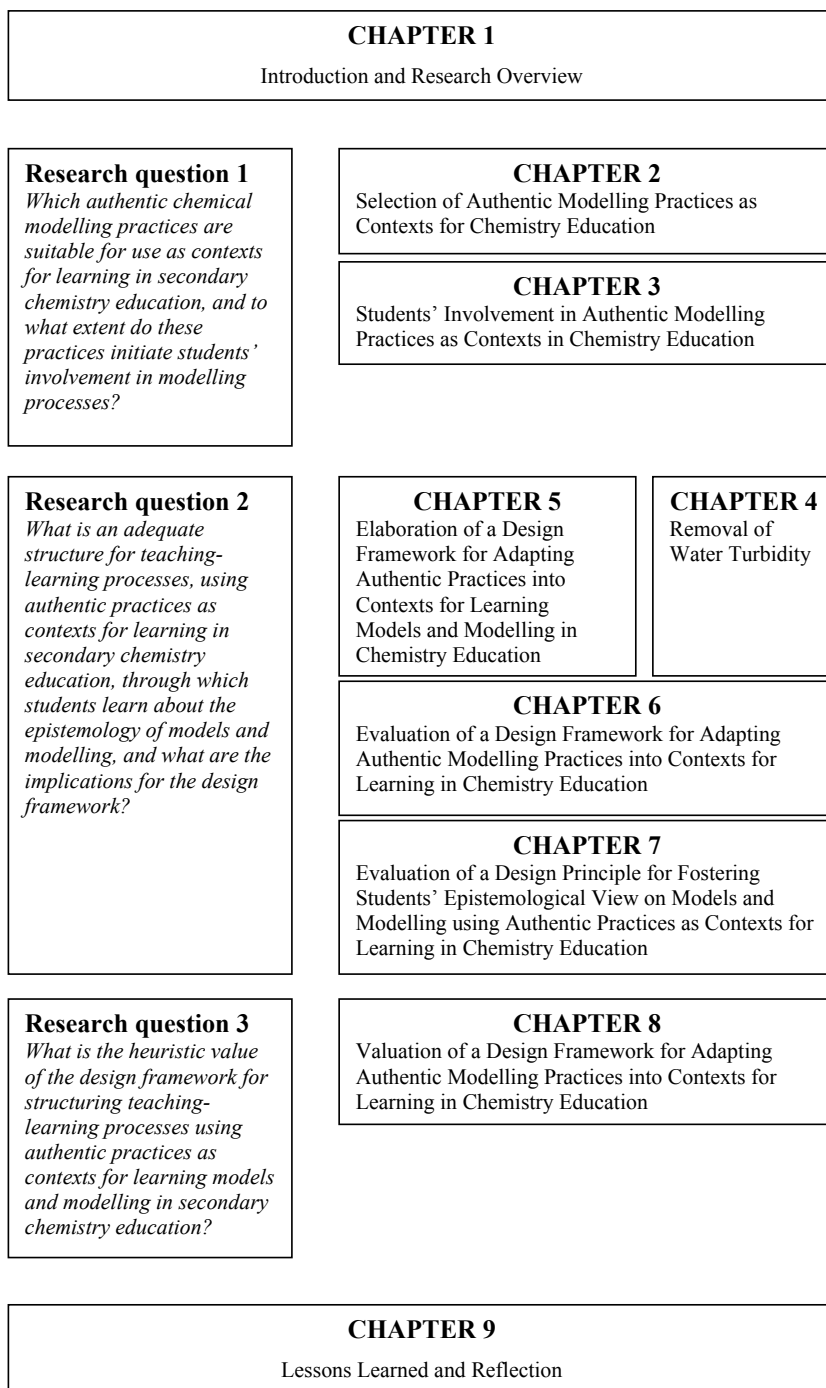 CHAPTER 1
Introduction and Research Overview
Research question 1
Which authentic chemical
modelling practices are
suitable for use as contexts
for learning in secondary
chemistry education, and to
what extent do these
practices initiate students’
involvement in modelling
processes?
CHAPTER 2
Selection of Authentic Modelling Practices as
Contexts for Chemistry Education
CHAPTER 3
Students’ Involvement in Authentic Modelling
Practices as Contexts in Chemistry Education
Research question 2
What is an adequate
structure for teaching-
learning processes, using
authentic practices as
contexts for learning in
secondary chemistry
education, through which
students learn about the
epistemology of models and
modelling, and what are the
implications for the design
framework?
CHAPTER 5
Elaboration of a Design
Framework for Adapting
Authentic Practices into
Contexts for Learning
Models and Modelling in
Chemistry Education
CHAPTER 4
Removal of
Water Turbidity
CHAPTER 6
Evaluation of a Design Framework for Adapting
Authentic Modelling Practices into Contexts for
Learning in Chemistry Education
CHAPTER 7
Evaluation of a Design Principle for Fostering
Students’ Epistemological View on Models and
Modelling using Authentic Practices as Contexts for
Learning in Chemistry Education
Research question 3
What is the heuristic value
of the design framework for
structuring teaching-
learning processes using
authentic practices as
contexts for learning models
and modelling in secondary
chemistry education?
CHAPTER 8
Valuation of a Design Framework for Adapting
Authentic Modelling Practices into Contexts for
Learning in Chemistry Education
CHAPTER 9
Lessons Learned and Reflection